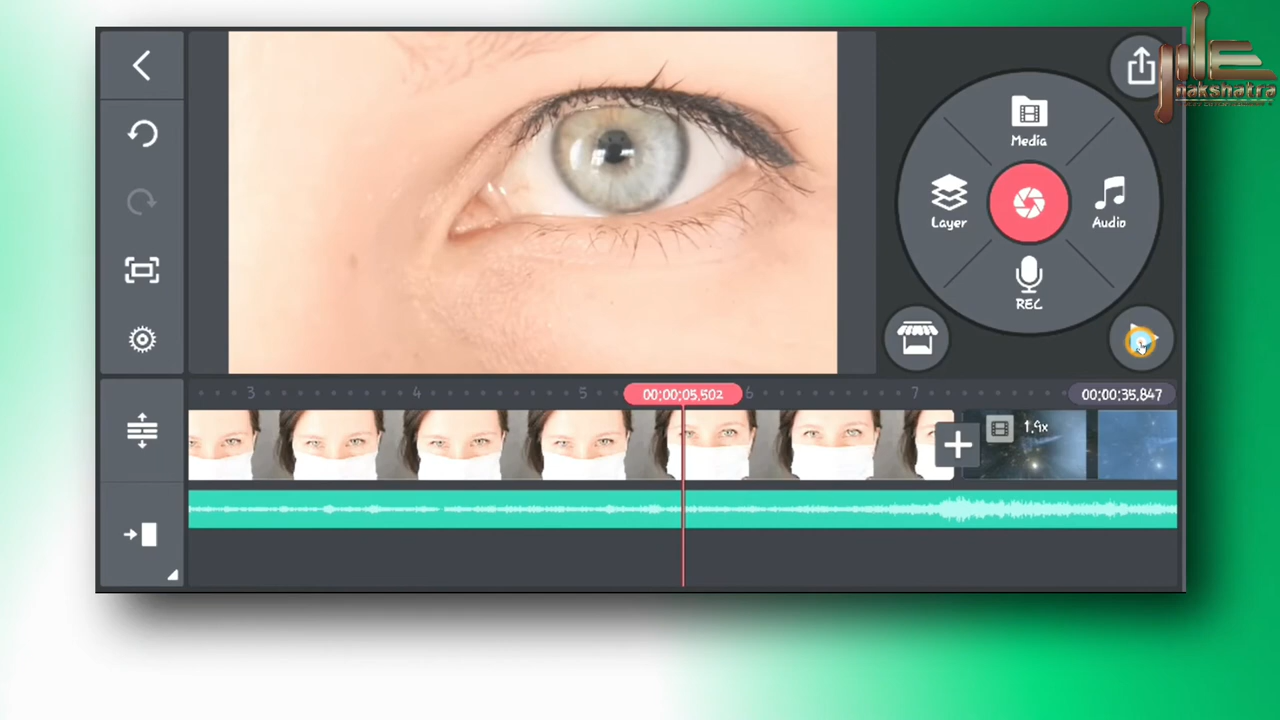 nakshatra
Media
Layer
Audio
REC
3
4
5
00:00:05,502
6
7
00:00:35,847
1.9x